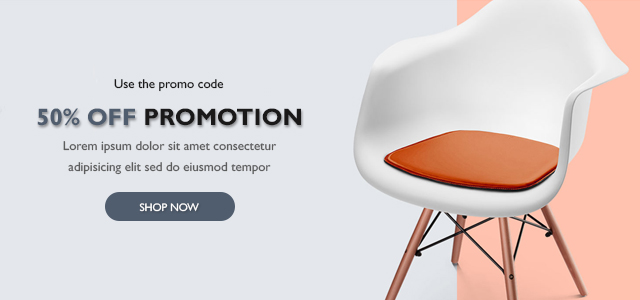 Use the promo code
50% OFF PROMOTION
Lorem ipsum dolor sit amet consectetur
adipisicing elit sed do eiusmod tempor
SHOP NOW